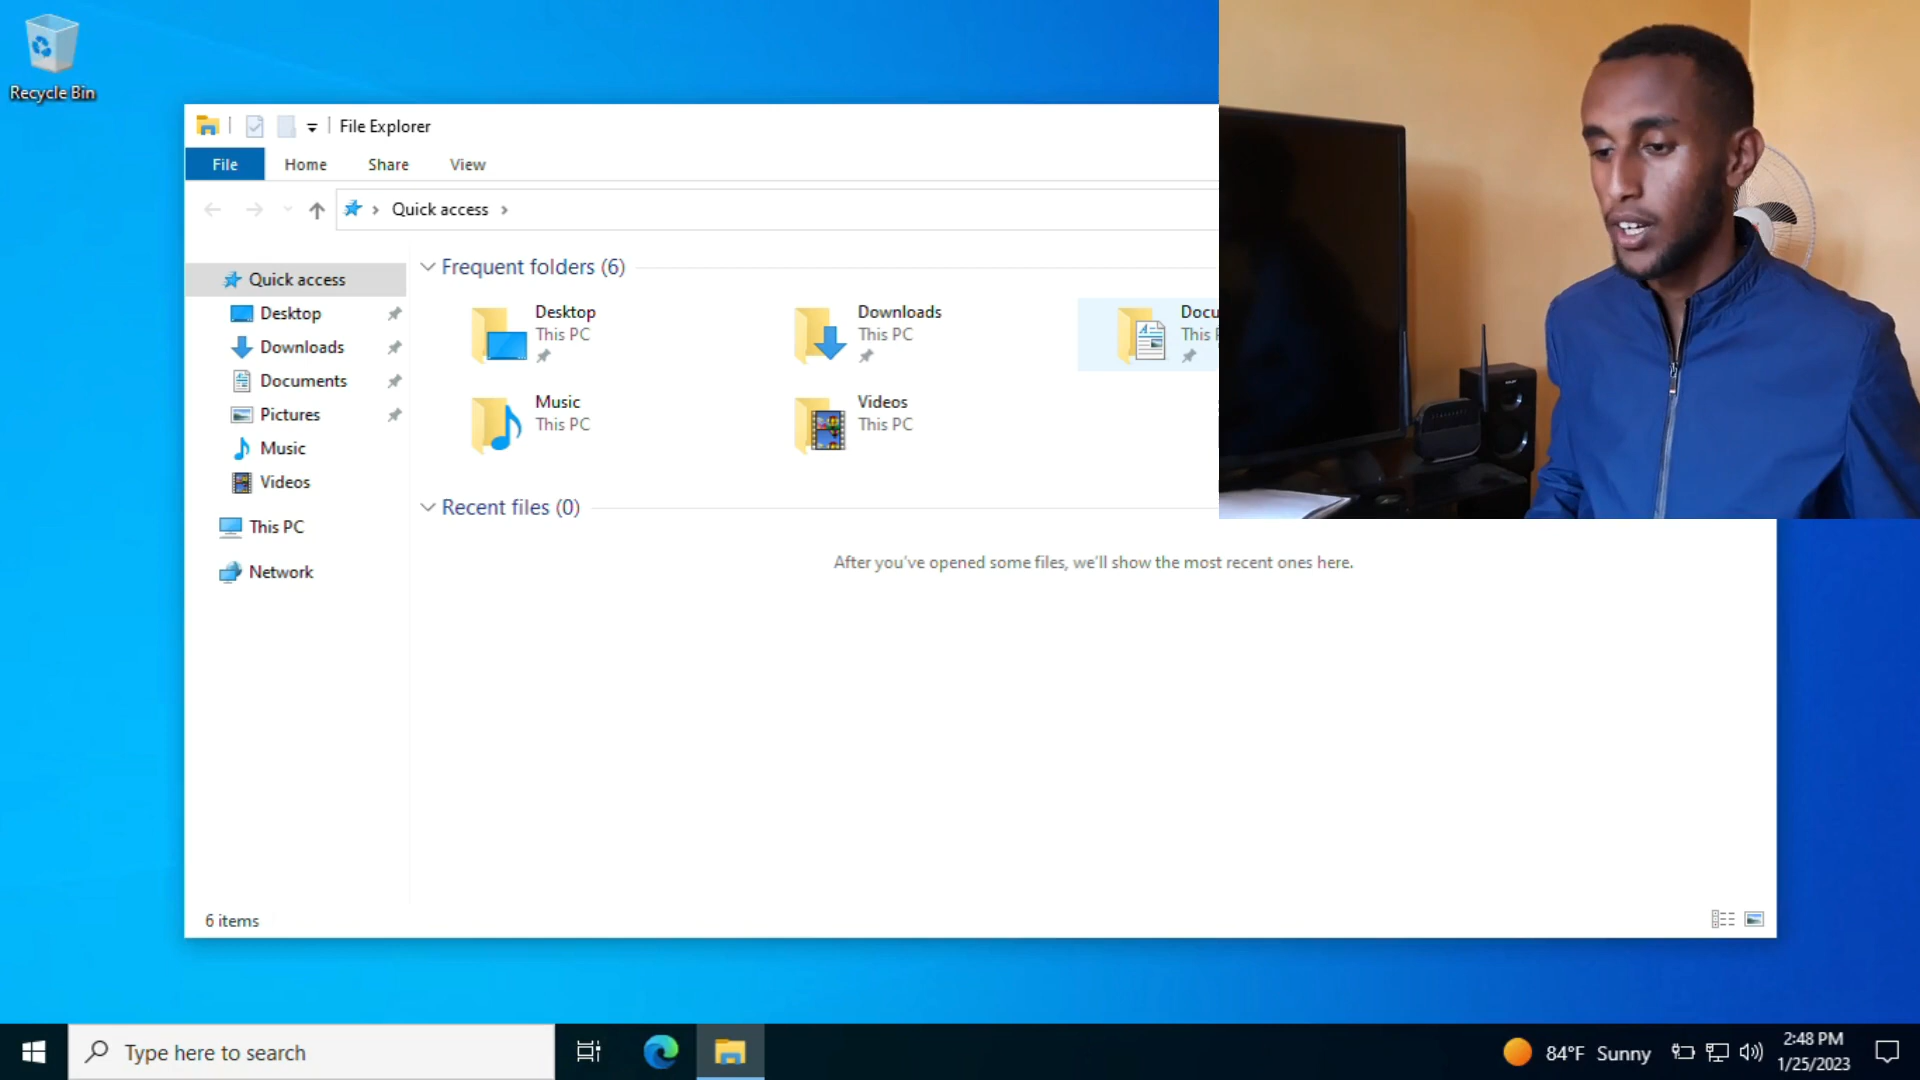 Recycle Bin
File Explorer
File Home Share View
Quick access
Quick access
Desktop
Downloads
Documents
Pictures
Music
Videos
This PC
Network
Frequent folders (6)
Desktop
This PC
Downloads
This PC
Docu
This P
Music
This PC
Videos
This PC
Recent files (0)
After you've opened some files, we'll show the most recent ones here.
6 items
Type here to search
84°F Sunny
2:48 PM
1/25/2023